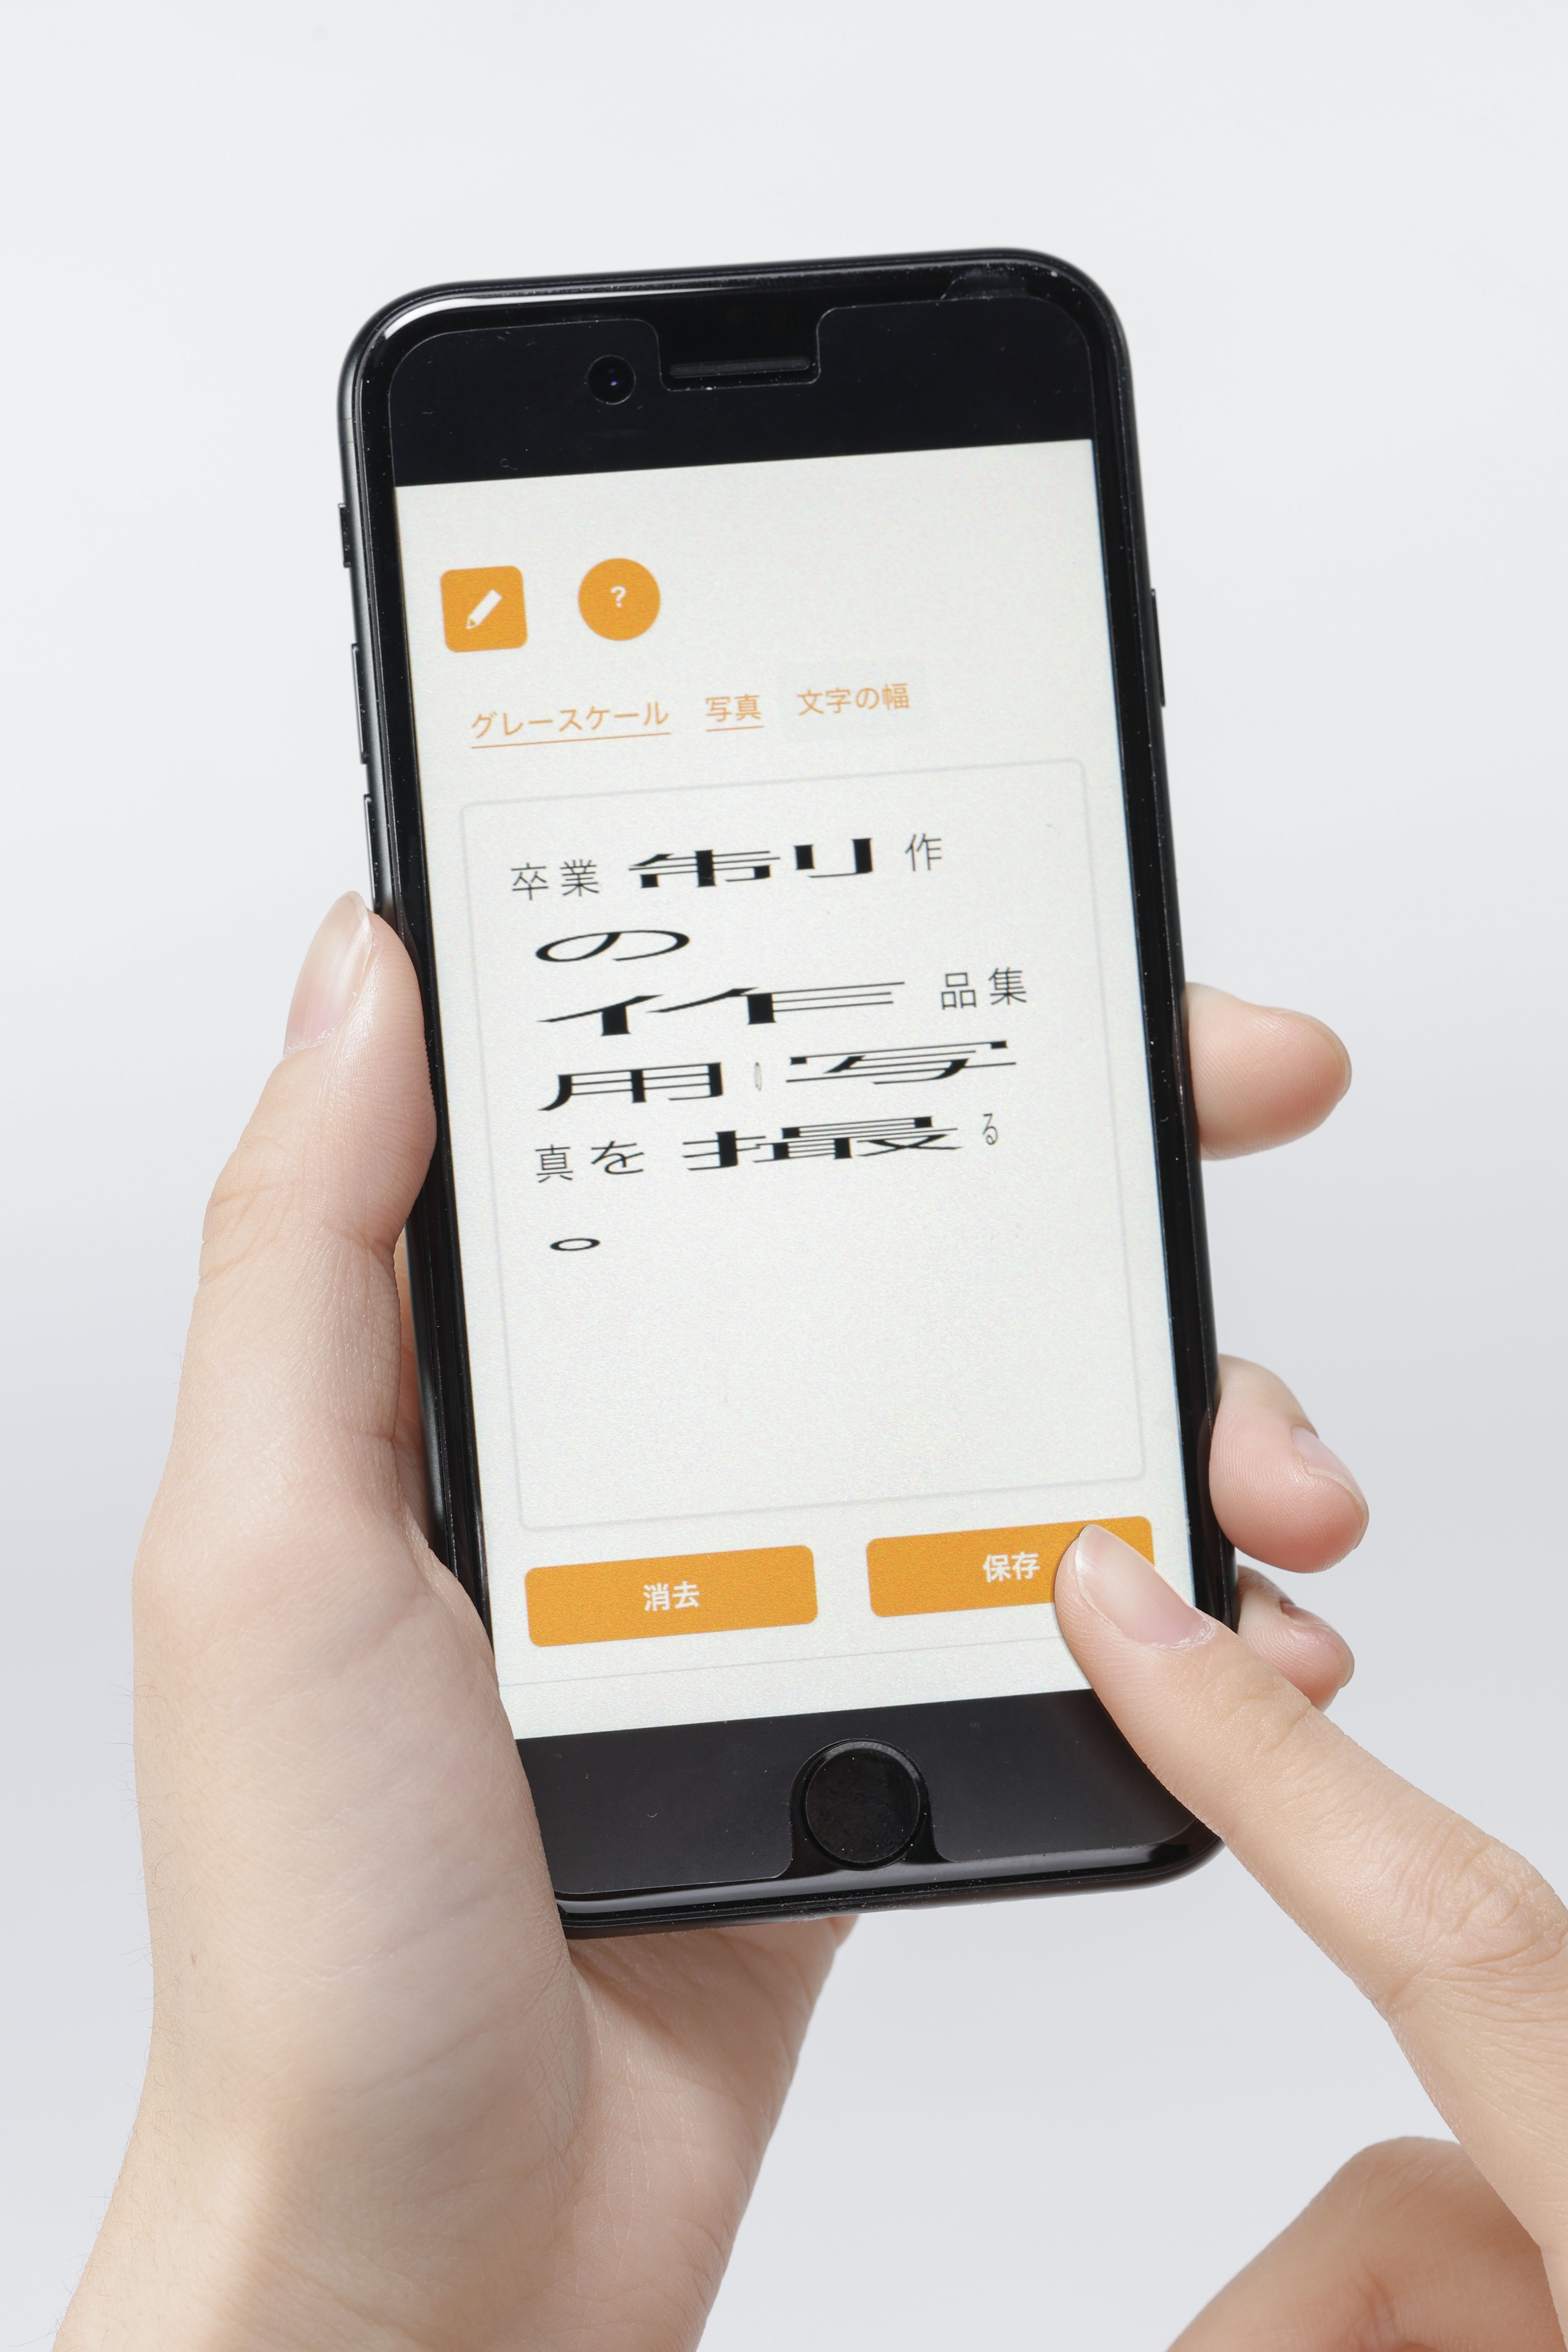 ?
グレースケール 写真 文字の幅
卒業制作
の
作品集
用の写
真を撮る
。
消去 保存